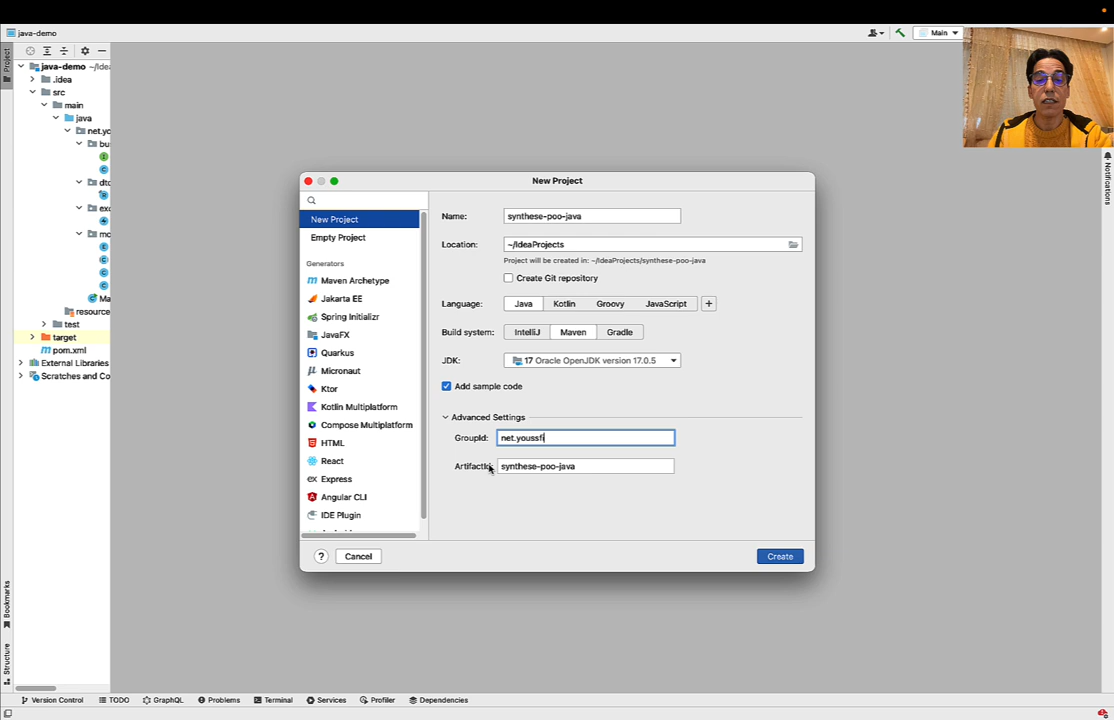 java-demo
Main
Project
java-demo ~/Idea
.idea
src
main
java
net.yo
bu
dto
exc
mo
Ma
resource
test
target
pom.xml
External Libraries
Scratches and Co
Notifications
New Project
New Project
Empty Project
Generators
Maven Archetype
Jakarta EE
Spring Initializr
JavaFX
Quarkus
Micronaut
Ktor
Kotlin Multiplatform
Compose Multiplatform
HTML
React
Express
Angular CLI
IDE Plugin
Name: synthese-poo-java
Location: ~/IdeaProjects
Project will be created in: ~/IdeaProjects/synthese-poo-java
Create Git repository
Language: Java Kotlin Groovy JavaScript +
Build system: IntelliJ Maven Gradle
JDK: 17 Oracle OpenJDK version 17.0.5
Add sample code
Advanced Settings
GroupId: net.youssfi
ArtifactId: synthese-poo-java
? Cancel Create
Bookmarks
Structure
Version Control TODO GraphQL Problems Terminal Services Profiler Dependencies